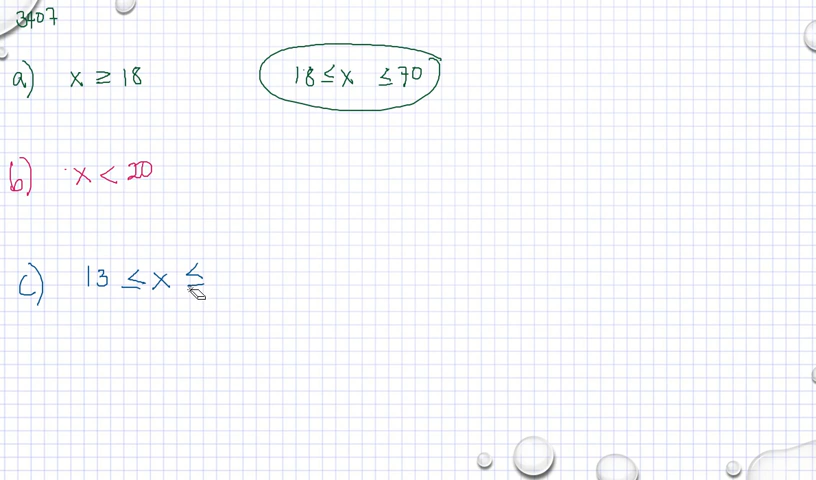 3407
a) x ≥ 18 18 ≤ x ≤ 70
b) x < 20
c) 13 ≤ x ≤